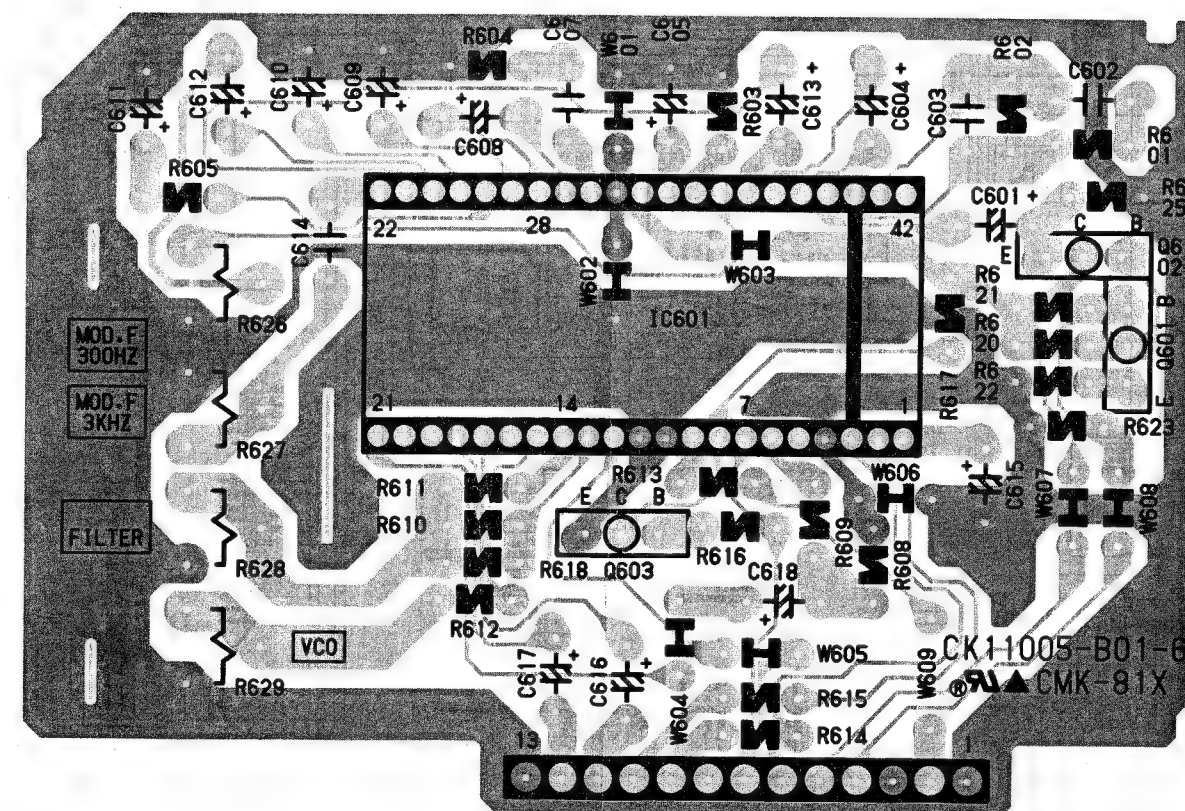 R604
C6
07
W6
01
C6
05
R6
02
C602
C611
C612
C610
C609
C608
R603
C613
C604
C603
R6
01
R605
R6
25
C601
C
B
E
Q6
02
22
28
42
C614
W602
W603
IC601
R6
21
R6
20
R6
22
B
Q601
E
R626
MOD.F
300HZ
MOD.F
3KHZ
21
14
7
1
R617
R623
R627
R613
R611
R610
W606
C615
W607
W608
E
C
B
FILTER
R616
R609
R608
R618
Q603
C618
R628
R612
VCO
W605
W609
CK11005-B01-6
CMK-81X
C617
C616
W604
R615
R614
R629
13
1